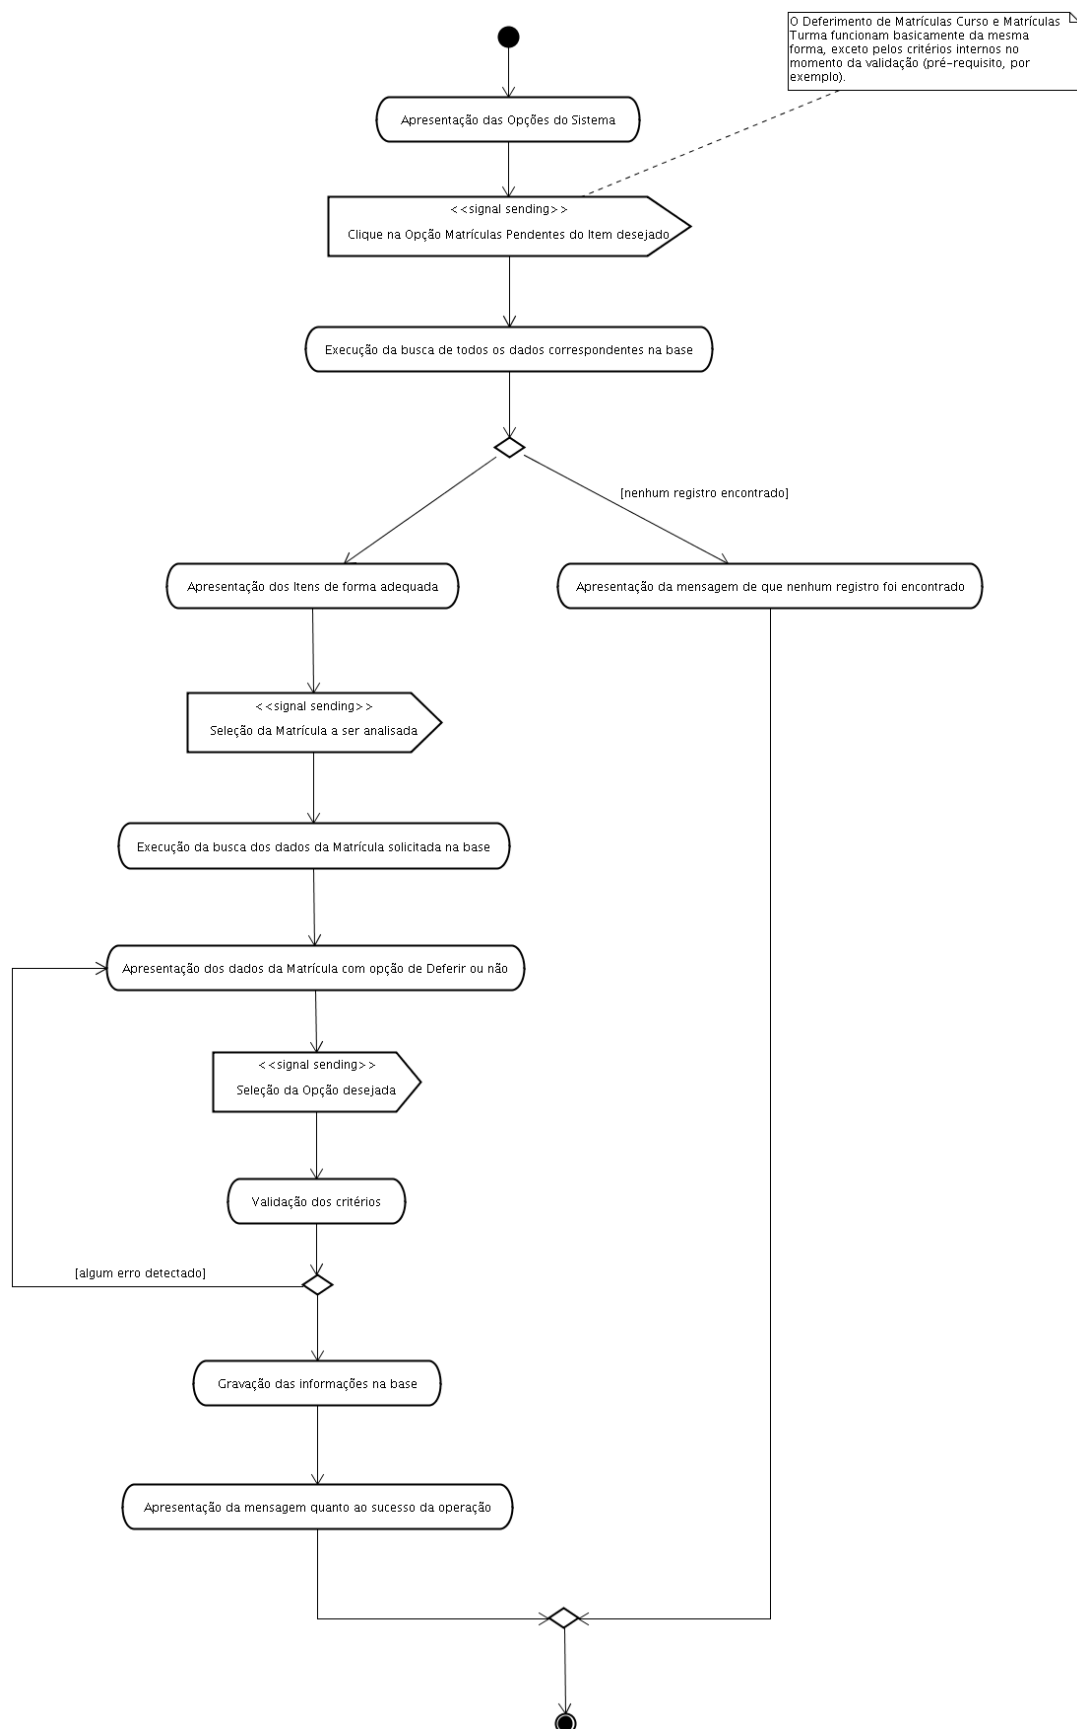 O Deferimento de Matrículas Curso e Matrículas
Turma funcionam basicamente da mesma
forma, exceto pelos critérios internos no
momento da validação (pré-requisito, por
exemplo).
Apresentação das Opções do Sistema
<<signal sending>>
Clique na Opção Matrículas Pendentes do Item desejado
Execução da busca de todos os dados correspondentes na base
[nenhum registro encontrado]
Apresentação dos Itens de forma adequada
Apresentação da mensagem de que nenhum registro foi encontrado
<<signal sending>>
Seleção da Matrícula a ser analisada
Execução da busca dos dados da Matrícula solicitada na base
Apresentação dos dados da Matrícula com opção de Deferir ou não
<<signal sending>>
Seleção da Opção desejada
Validação dos critérios
[algum erro detectado]
Gravação das informações na base
Apresentação da mensagem quanto ao sucesso da operação